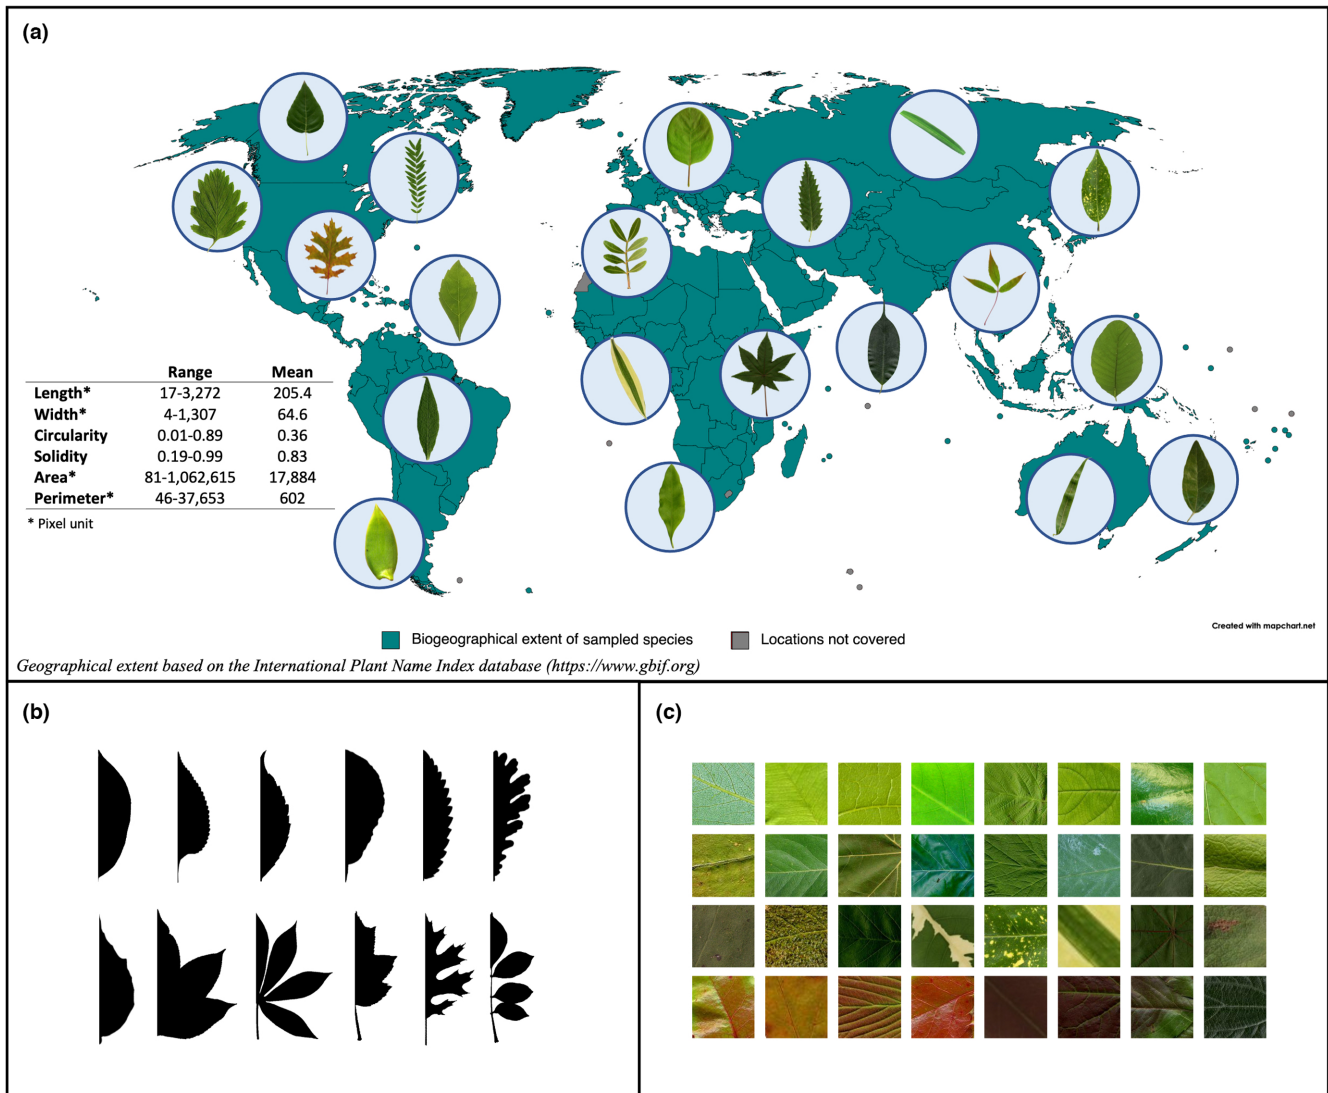 (a)
Range Mean
Length* 17-3,272 205.4
Width* 4-1,307 64.6
Circularity 0.01-0.89 0.36
Solidity 0.19-0.99 0.83
Area* 81-1,062,615 17,884
Perimeter* 46-37,653 602
* Pixel unit
Created with mapchart.net
Biogeographical extent of sampled species Locations not covered
Geographical extent based on the International Plant Name Index database (https://www.gbif.org)
(b)
(c)